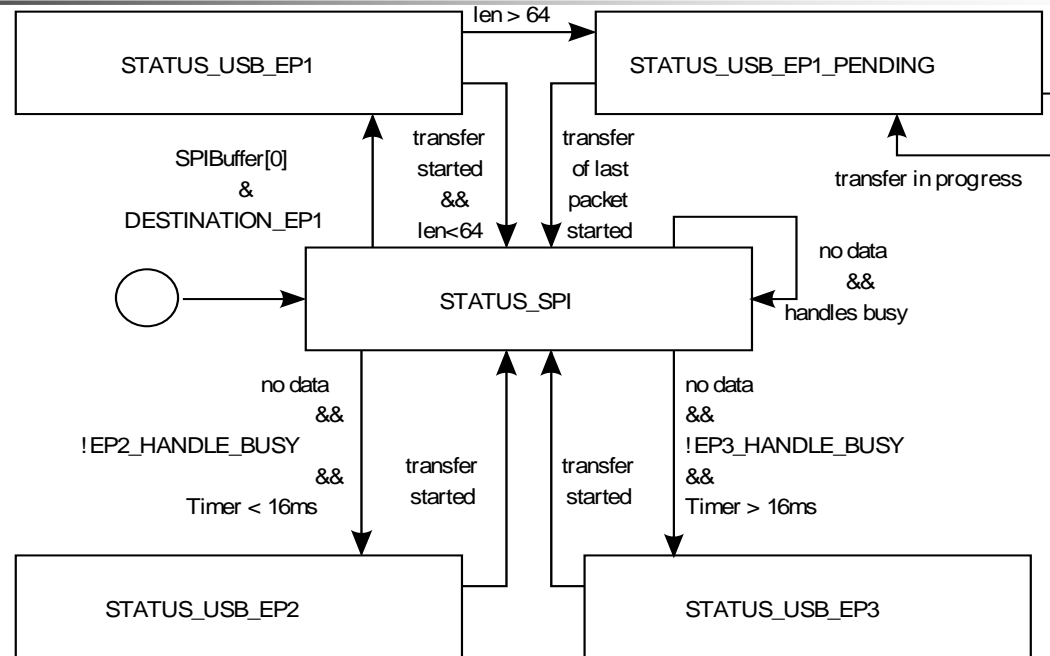 len > 64
STATUS_USB_EP1
STATUS_USB_EP1_PENDING
SPIBuffer[0]
&
DESTINATION_EP1
transfer
started
&&
len<64
transfer
of last
packet
started
transfer in progress
no data
&&
handles busy
STATUS_SPI
no data
&&
!EP2_HANDLE_BUSY
&&
Timer < 16ms
transfer
started
transfer
started
no data
&&
!EP3_HANDLE_BUSY
&&
Timer > 16ms
STATUS_USB_EP2
STATUS_USB_EP3